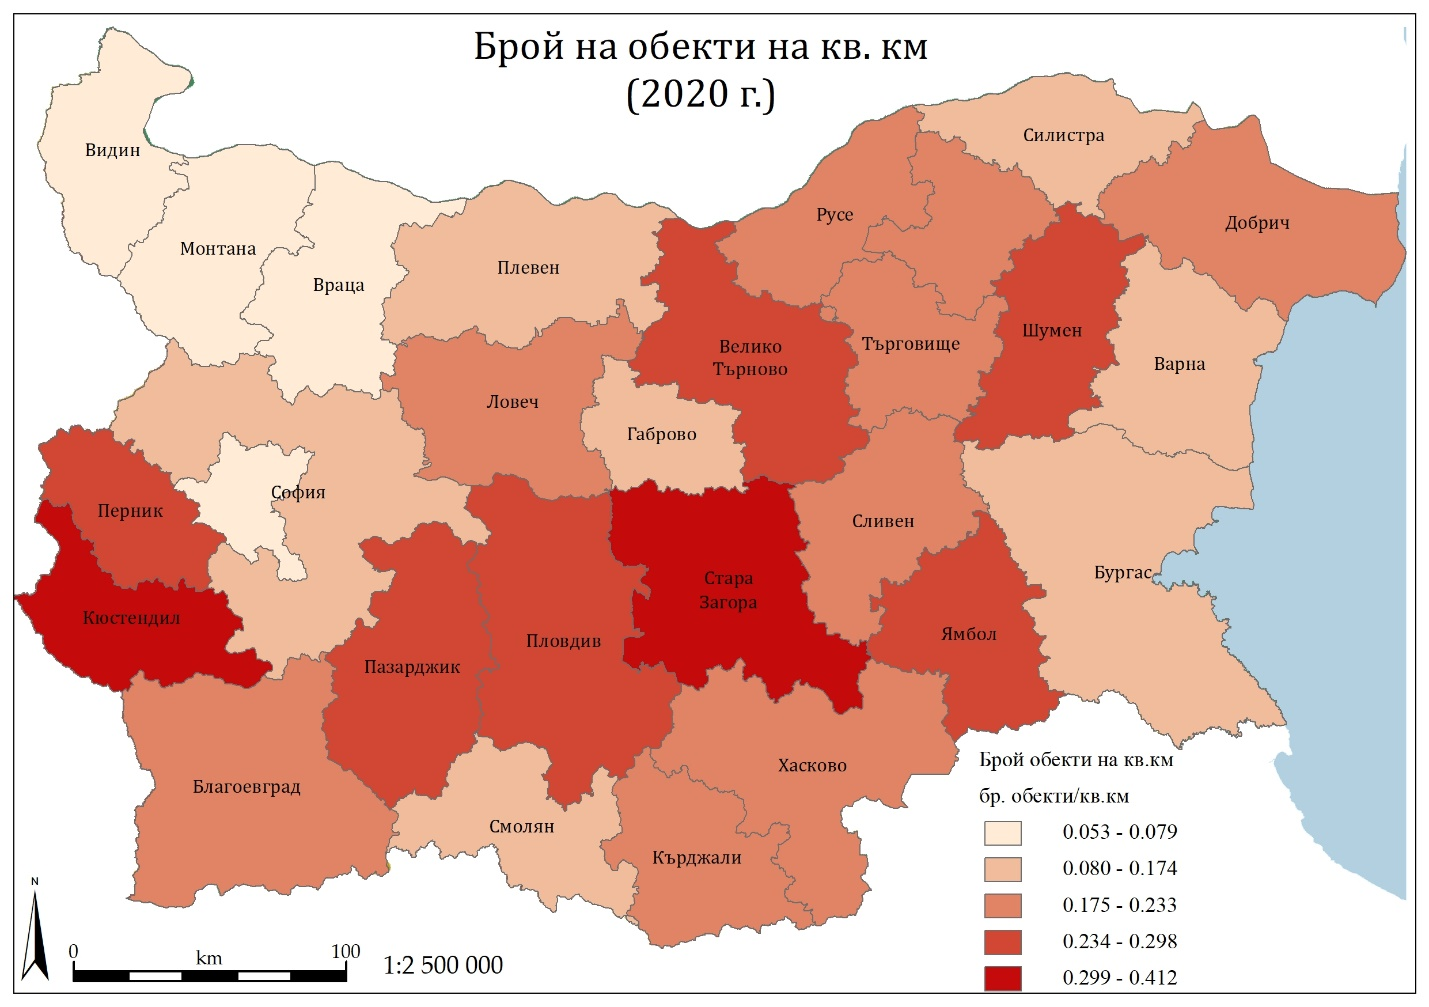 Брой на обекти на кв. км
(2020 г.)
Видин
Силистра
Русе
Добрич
Монтана
Плевен
Враца
Шумен
Велико
Търново
Търговище
Варна
Ловеч
Габрово
София
Перник
Сливен
Бургас
Стара
Загора
Кюстендил
Ямбол
Пловдив
Пазарджик
Хасково
Благоевград
Смолян
Кърджали
Брой обекти на кв.км
бр. обекти/кв.км
0.053 - 0.079
0.080 - 0.174
0.175 - 0.233
0.234 - 0.298
0.299 - 0.412
N
0 km 100
1:2 500 000